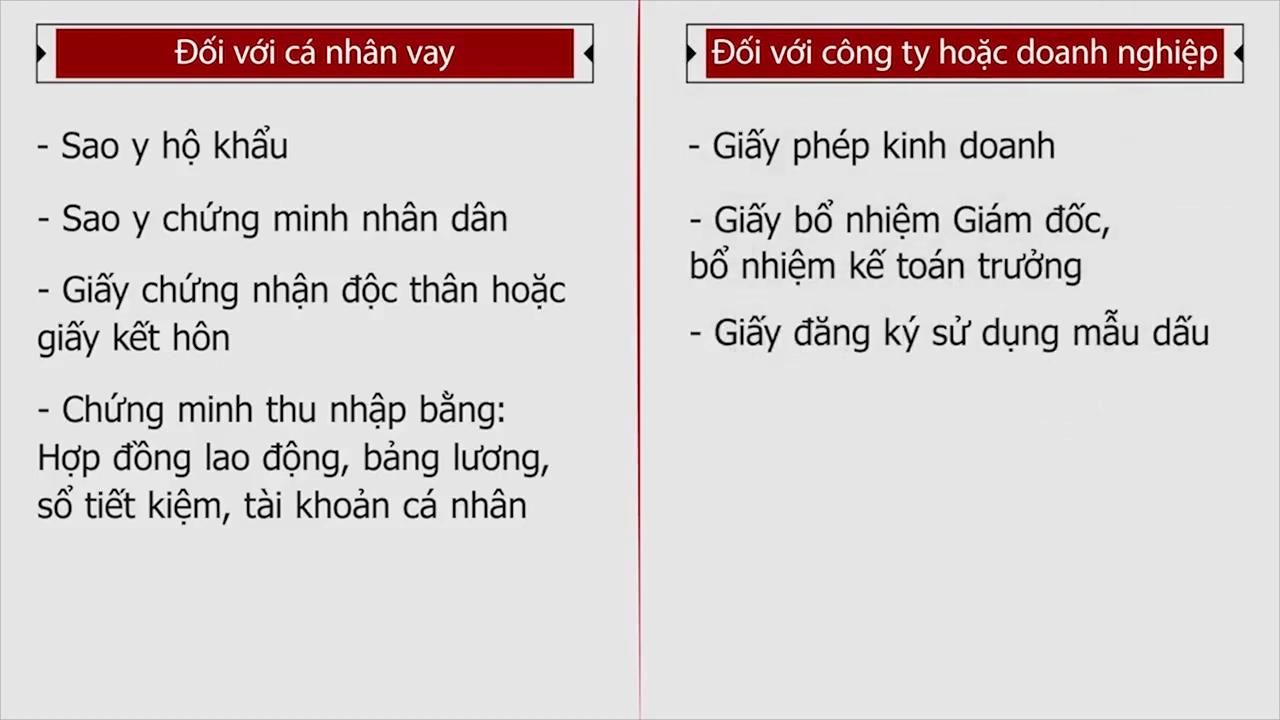 Đối với cá nhân vay
- Sao y hộ khẩu
- Sao y chứng minh nhân dân
- Giấy chứng nhận độc thân hoặc
giấy kết hôn
- Chứng minh thu nhập bằng:
Hợp đồng lao động, bảng lương,
sổ tiết kiệm, tài khoản cá nhân
Đối với công ty hoặc doanh nghiệp
- Giấy phép kinh doanh
- Giấy bổ nhiệm Giám đốc,
bổ nhiệm kế toán trưởng
- Giấy đăng ký sử dụng mẫu dấu